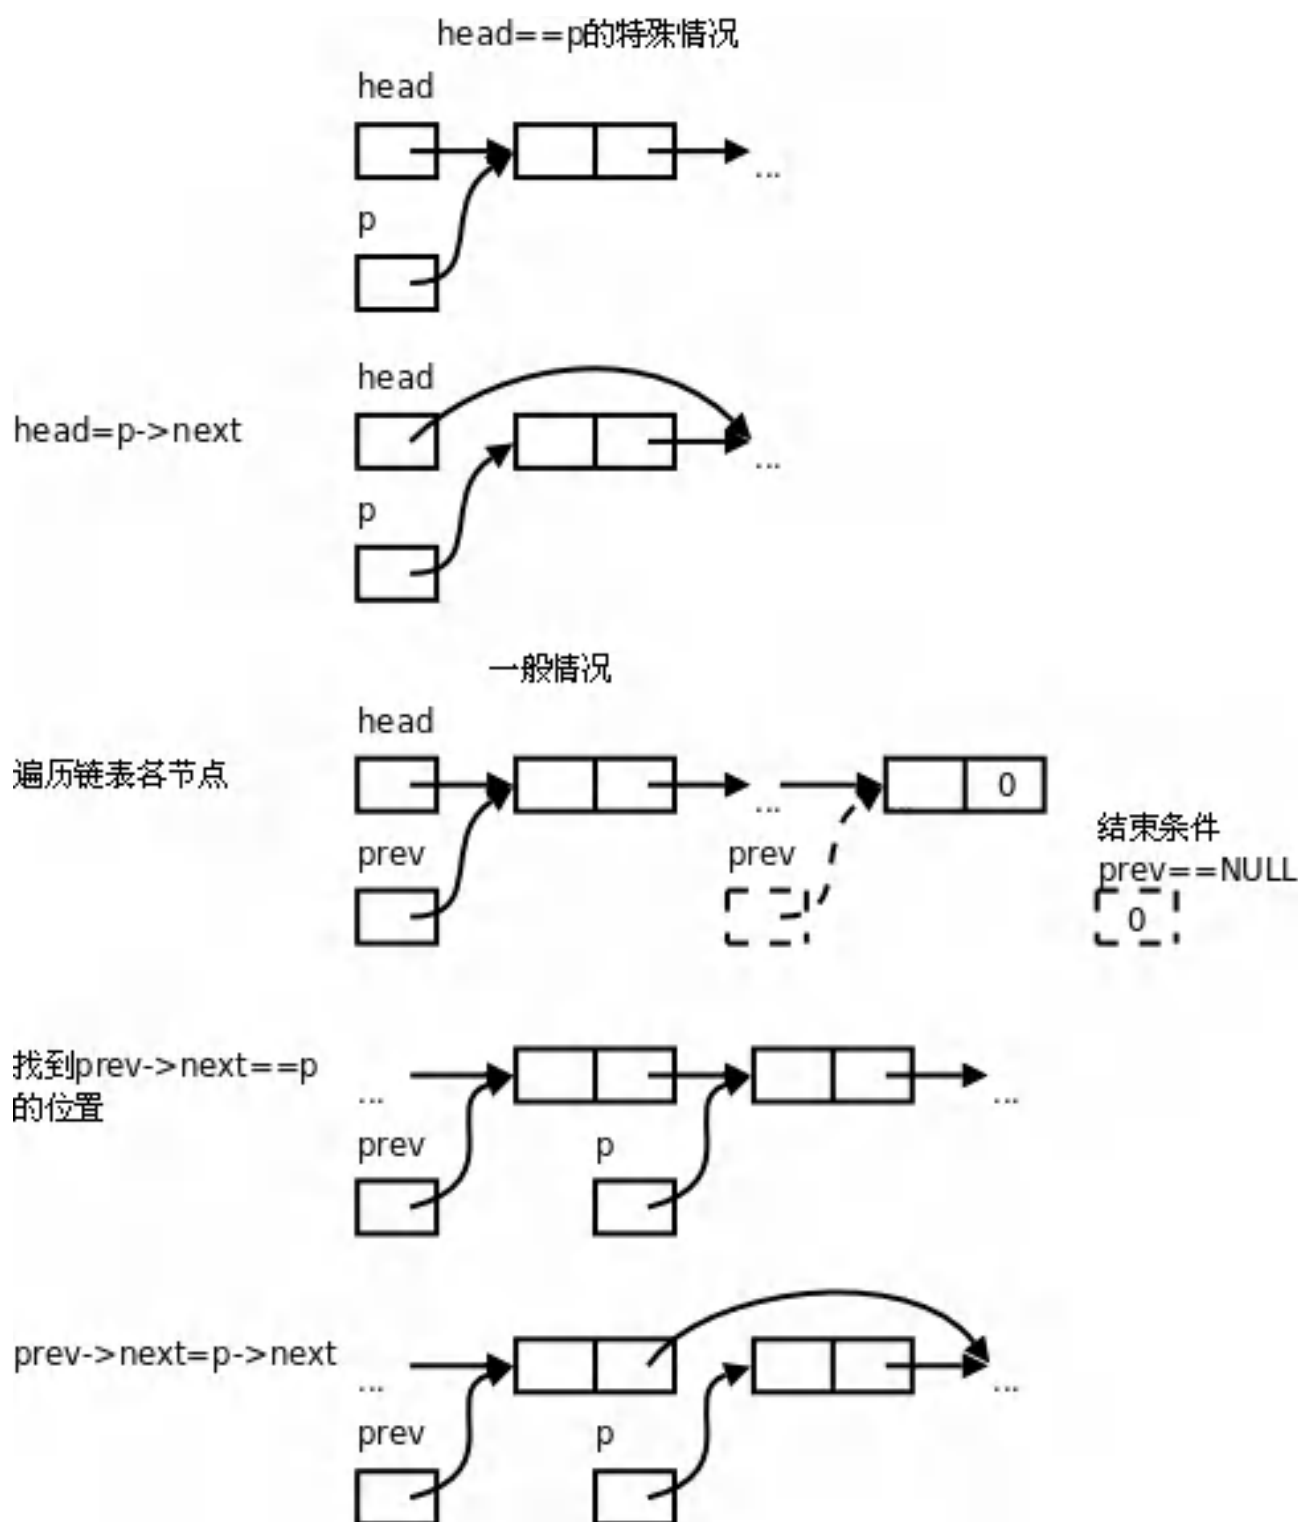 head==p的特殊情况
head
...
p
head
head=p->next
...
p
一般情况
head
遍历链表各节点
0
...
结束条件
prev
prev
prev==NULL
0
找到prev->next==p
的位置
...
...
prev
p
prev->next=p->next
...
...
prev
p